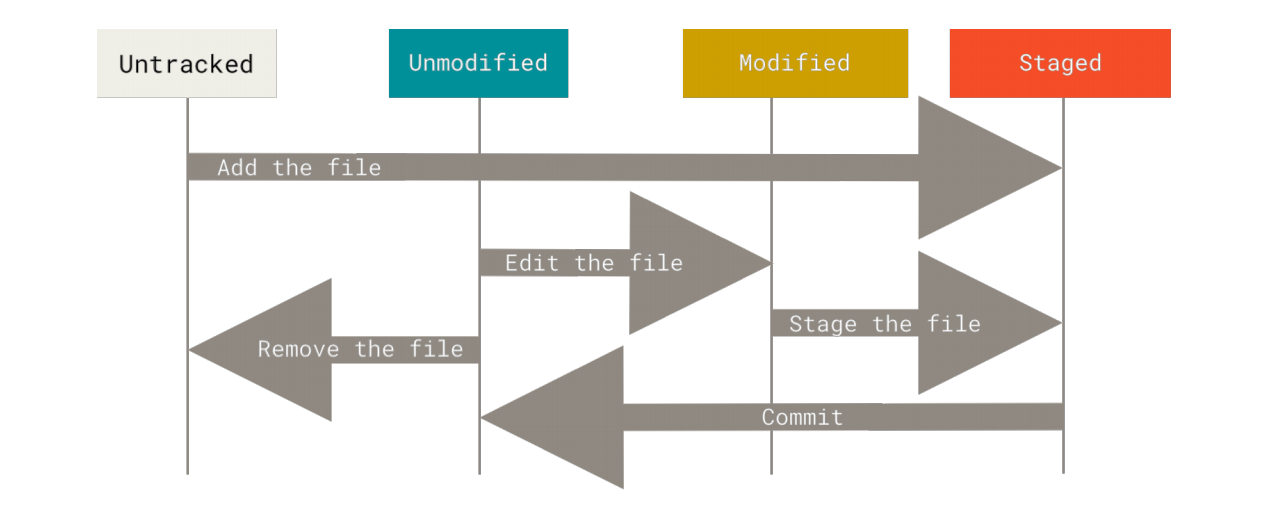 Untracked
Unmodified
Modified
Staged
Add the file
Edit the file
Stage the file
Remove the file
Commit